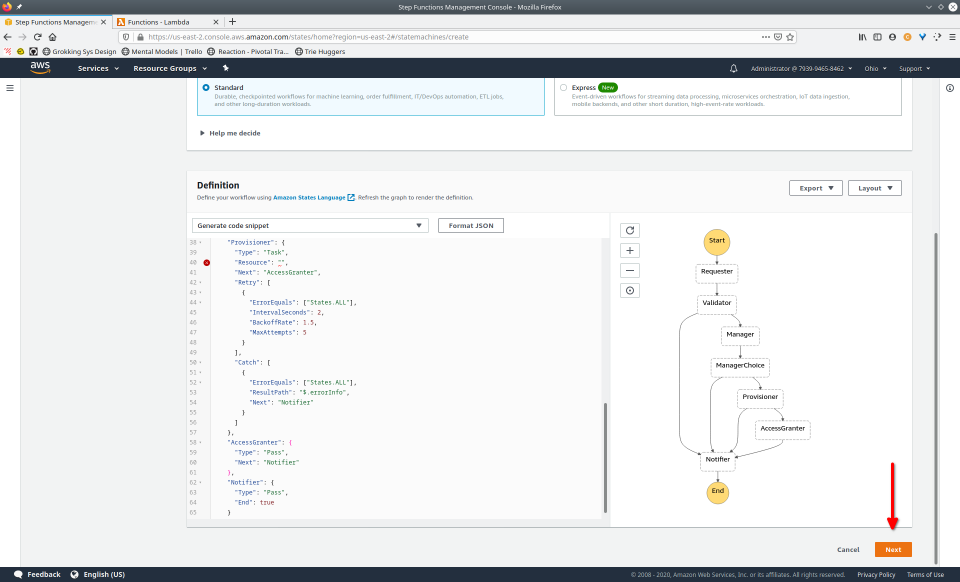 Step Functions Management Console - Mozilla Firefox
Step Functions Manageme
Functions - Lambda
https://us-east-2.console.aws.amazon.com/states/home?region=us-east-2#/statemachines/create
Grokking Sys Design
Mental Models | Trello
Reaction - Pivotal Tra...
Trie Huggers
aws
Services
Resource Groups
Administrator @ 7939-9465-8462
Ohio
Support
Standard
Durable, checkpointed workflows for machine learning, order fulfillment, IT/DevOps automation, ETL jobs,
and other long-duration workloads.
Express New
Event-driven workflows for streaming data processing, microservices orchestration, IoT data ingestion,
mobile backends, and other short duration, high-event-rate workloads.
Help me decide
Definition
Define your workflow using Amazon States Language. Refresh the graph to render the definition.
Export
Layout
Generate code snippet
Format JSON
38 "Provisioner": {
39 "Type": "Task",
40 "Resource": "",
41 "Next": "AccessGranter",
42 "Retry": [
43 {
44 "ErrorEquals": ["States.ALL"],
45 "IntervalSeconds": 2,
46 "BackoffRate": 1.5,
47 "MaxAttempts": 5
48 }
49 ],
50 "Catch": [
51 {
52 "ErrorEquals": ["States.ALL"],
53 "ResultPath": "$.errorInfo",
54 "Next": "Notifier"
55 }
56 ]
57 },
58 "AccessGranter": {
59 "Type": "Pass",
60 "Next": "Notifier"
61 },
62 "Notifier": {
63 "Type": "Pass",
64 "End": true
65 }
Start
Requester
Validator
Manager
ManagerChoice
Provisioner
AccessGranter
Notifier
End
Cancel
Next
Feedback
English (US)
© 2008 - 2020, Amazon Web Services, Inc. or its affiliates. All rights reserved.
Privacy Policy
Terms of Use